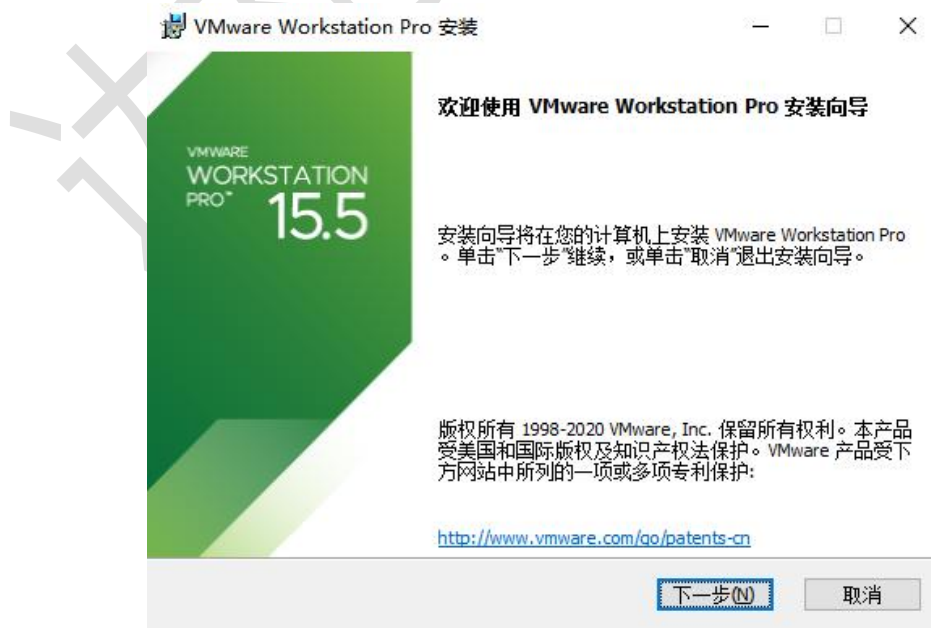 VMware Workstation Pro 安装
欢迎使用 VMware Workstation Pro 安装向导
VMWARE
WORKSTATION
PRO™ 15.5
安装向导将在您的计算机上安装 VMware Workstation Pro
。单击"下一步"继续，或单击"取消"退出安装向导。
版权所有 1998-2020 VMware, Inc. 保留所有权利。本产品
受美国和国际版权及知识产权法保护。VMware 产品受下
方网站中所列的一项或多项专利保护:
http://www.vmware.com/go/patents-cn
下一步(N)
取消